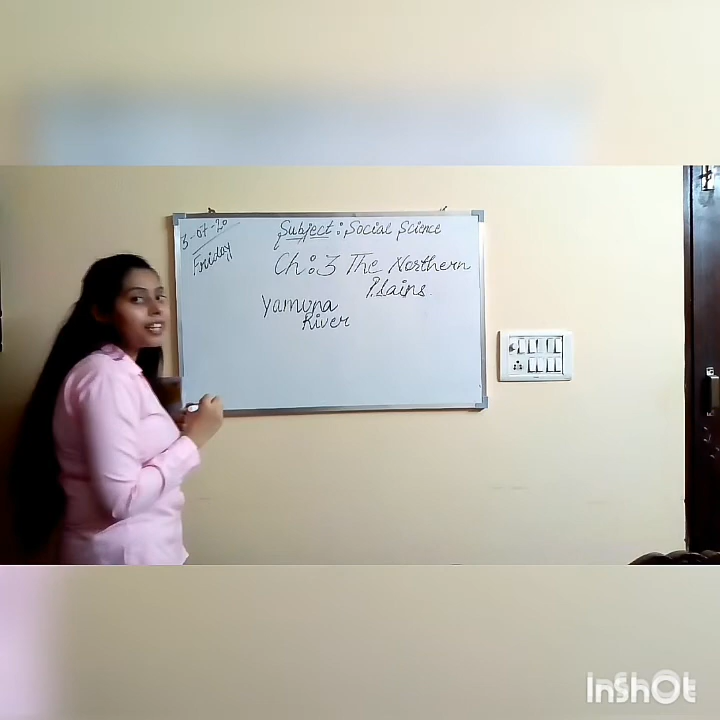 3-07-20
Friday
Subject: Social Science
Ch: 3 The Northern
Plains.
Yamuna
River
InShOt